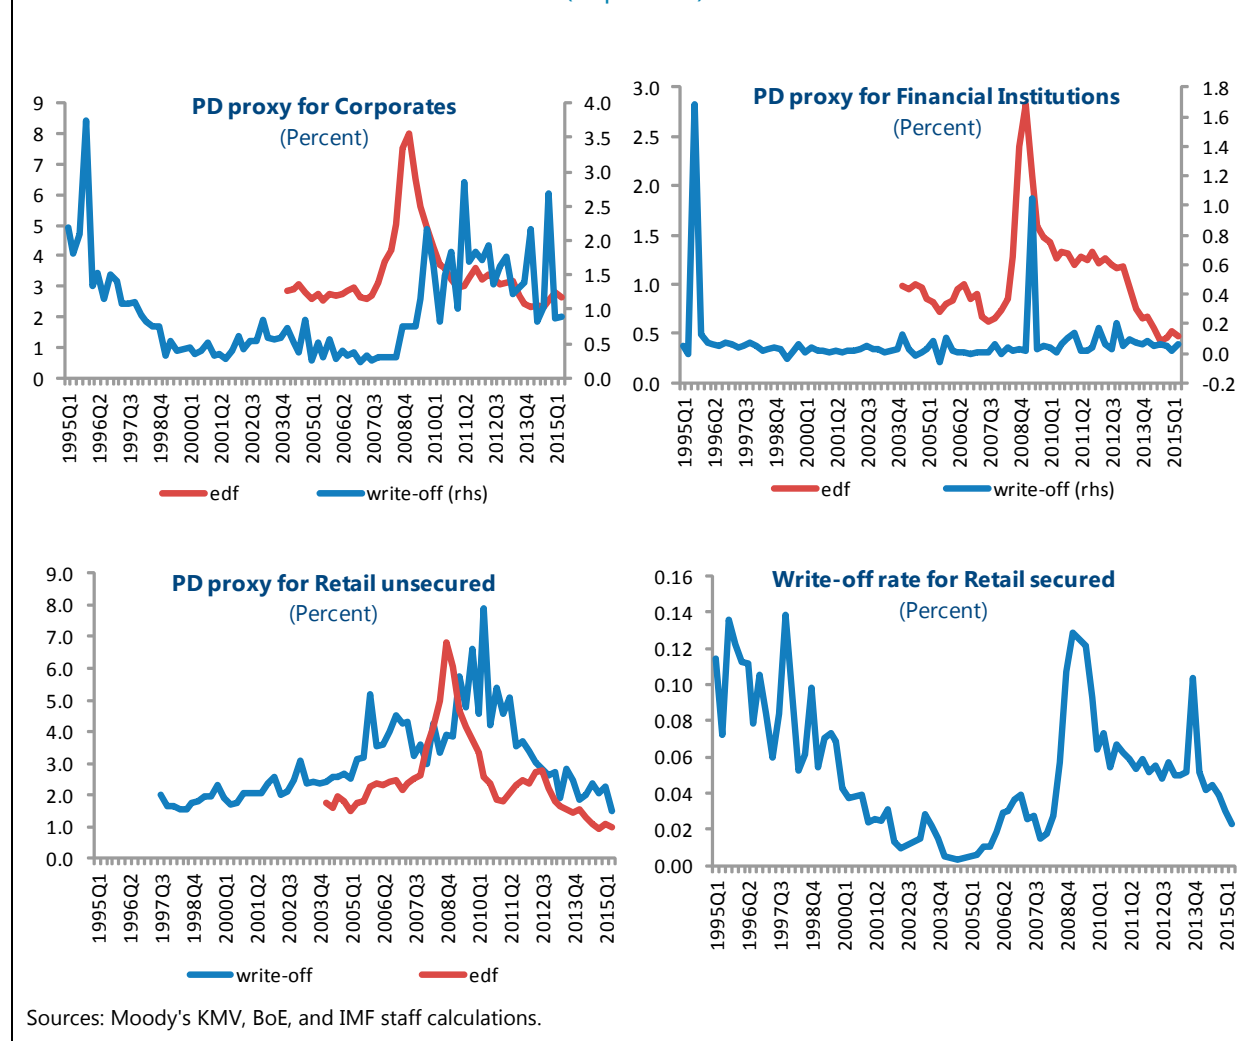 PD proxy for Corporates
(Percent)
9
8
7
6
5
4
3
2
1
0
4.0
3.5
3.0
2.5
2.0
1.5
1.0
0.5
0.0
1995Q1
1996Q2
1997Q3
1998Q4
2000Q1
2001Q2
2002Q3
2003Q4
2005Q1
2006Q2
2007Q3
2008Q4
2010Q1
2011Q2
2012Q3
2013Q4
2015Q1
edf
write-off (rhs)
PD proxy for Financial Institutions
(Percent)
3.0
2.5
2.0
1.5
1.0
0.5
0.0
1.8
1.6
1.4
1.2
1.0
0.8
0.6
0.4
0.2
0.0
-0.2
1995Q1
1996Q2
1997Q3
1998Q4
2000Q1
2001Q2
2002Q3
2003Q4
2005Q1
2006Q2
2007Q3
2008Q4
2010Q1
2011Q2
2012Q3
2013Q4
2015Q1
edf
write-off (rhs)
PD proxy for Retail unsecured
(Percent)
9.0
8.0
7.0
6.0
5.0
4.0
3.0
2.0
1.0
0.0
1995Q1
1996Q2
1997Q3
1998Q4
2000Q1
2001Q2
2002Q3
2003Q4
2005Q1
2006Q2
2007Q3
2008Q4
2010Q1
2011Q2
2012Q3
2013Q4
2015Q1
write-off
edf
Write-off rate for Retail secured
(Percent)
0.16
0.14
0.12
0.10
0.08
0.06
0.04
0.02
0.00
1995Q1
1996Q2
1997Q3
1998Q4
2000Q1
2001Q2
2002Q3
2003Q4
2005Q1
2006Q2
2007Q3
2008Q4
2010Q1
2011Q2
2012Q3
2013Q4
2015Q1
Sources: Moody's KMV, BoE, and IMF staff calculations.